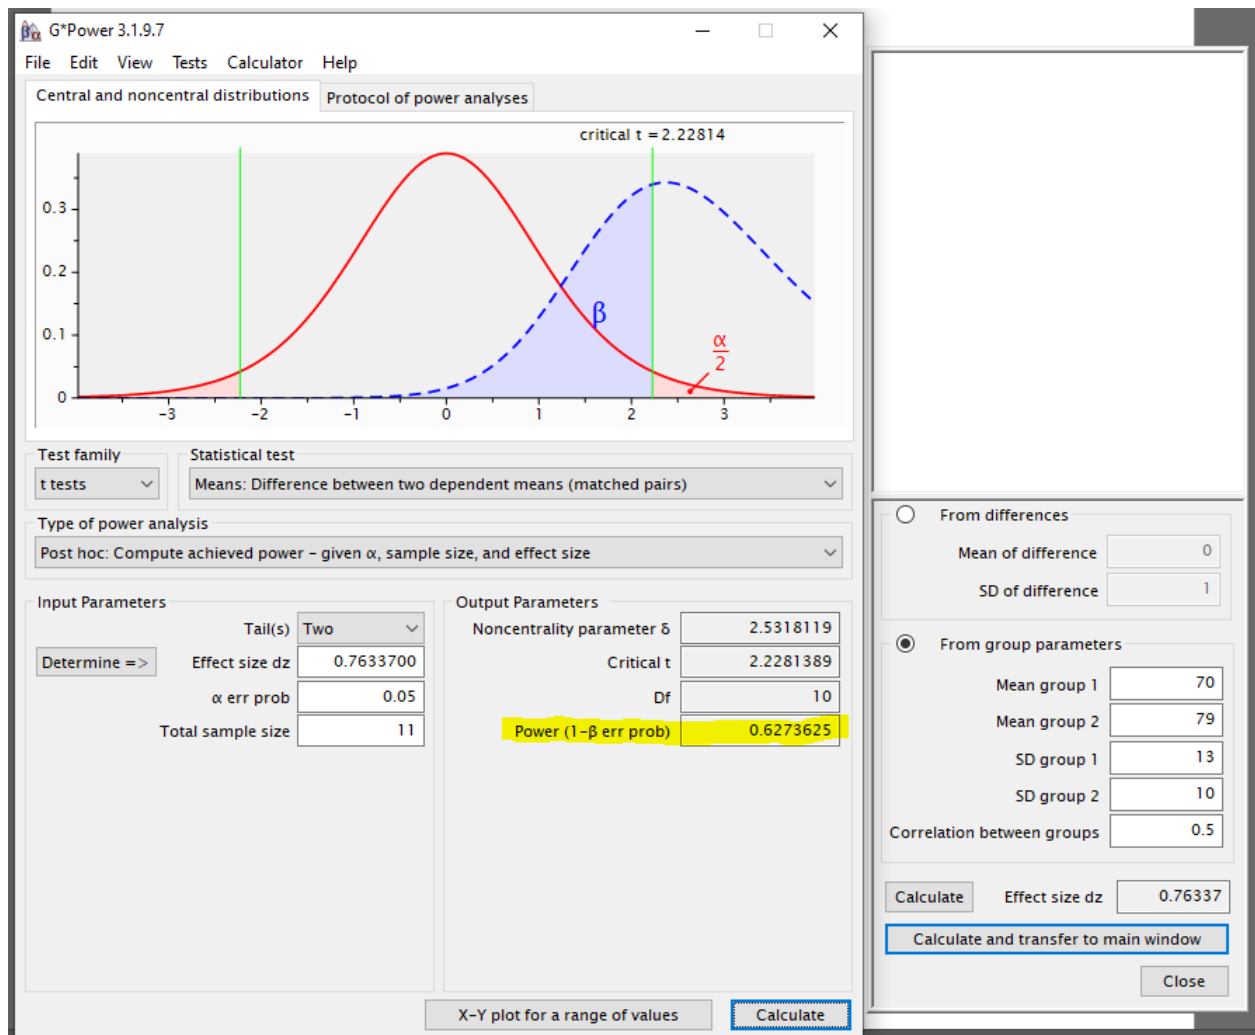 G*Power 3.1.9.7
File Edit View Tests Calculator Help
Central and noncentral distributions Protocol of power analyses
critical t = 2.22814
0.3
0.2
0.1
0
β
α
2
-3 -2 -1 0 1 2 3
Test family Statistical test
t tests Means: Difference between two dependent means (matched pairs)
Type of power analysis
Post hoc: Compute achieved power - given α, sample size, and effect size
Input Parameters
Tail(s) Two
Determine => Effect size dz 0.7633700
α err prob 0.05
Total sample size 11
Output Parameters
Noncentrality parameter δ 2.5318119
Critical t 2.2281389
Df 10
Power (1-β err prob) 0.6273625
X-Y plot for a range of values Calculate
From differences
Mean of difference 0
SD of difference 1
From group parameters
Mean group 1 70
Mean group 2 79
SD group 1 13
SD group 2 10
Correlation between groups 0.5
Calculate Effect size dz 0.76337
Calculate and transfer to main window
Close